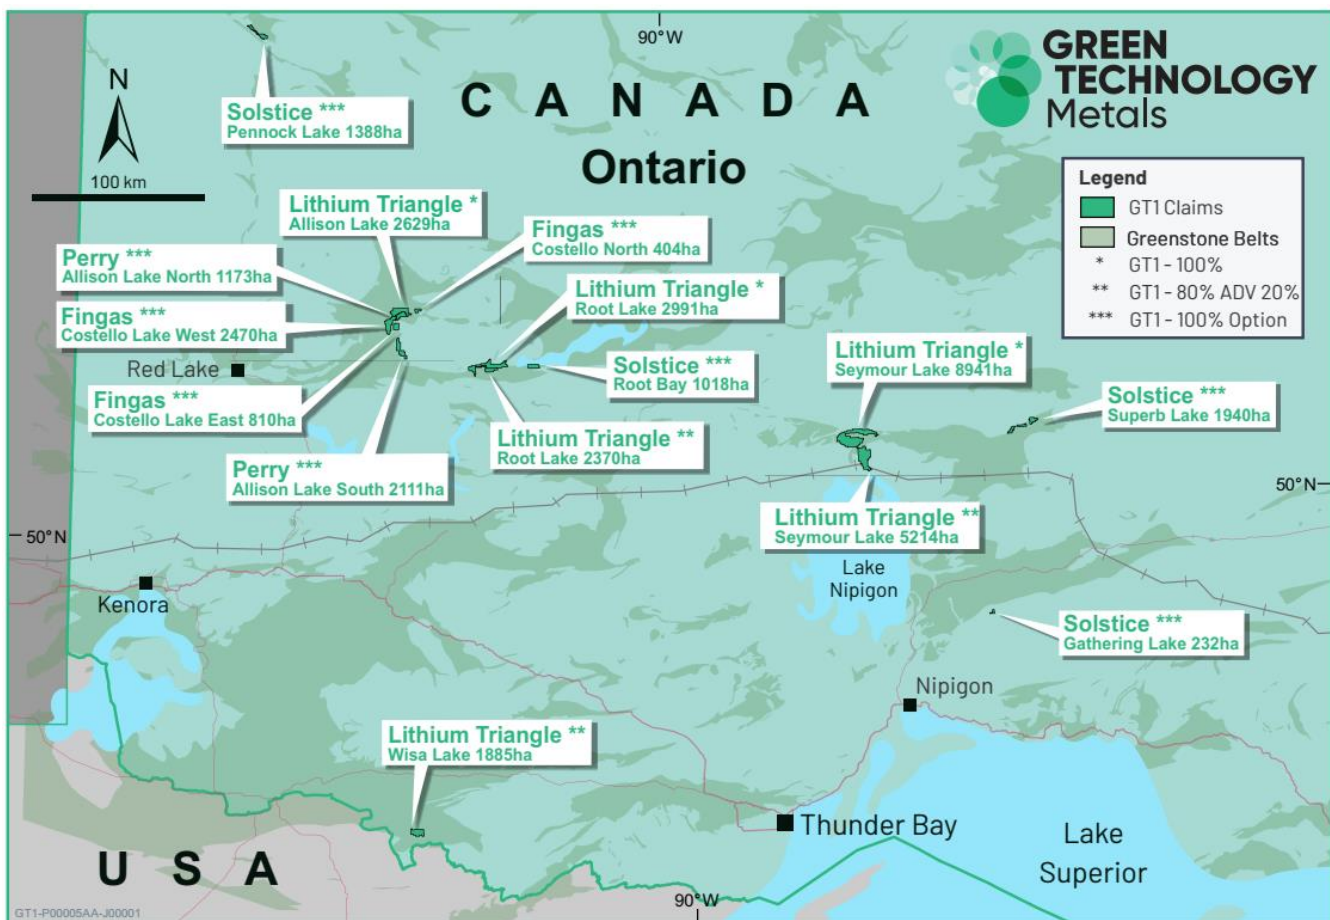 90°W
GREEN
TECHNOLOGY
Metals
N
100 km
C A N A D A
Ontario
Solstice ***
Pennock Lake 1388ha
Legend
GT1 Claims
Greenstone Belts
* GT1 - 100%
** GT1 - 80% ADV 20%
*** GT1 - 100% Option
Lithium Triangle *
Allison Lake 2629ha
Fingas ***
Costello North 404ha
Perry ***
Allison Lake North 1173ha
Lithium Triangle *
Root Lake 2991ha
Fingas ***
Costello Lake West 2470ha
Red Lake
Solstice ***
Root Bay 1018ha
Lithium Triangle *
Seymour Lake 8941ha
Fingas ***
Costello Lake East 810ha
Solstice ***
Superb Lake 1940ha
Lithium Triangle **
Root Lake 2370ha
Perry ***
Allison Lake South 2111ha
50°N
50°N
Lithium Triangle **
Seymour Lake 5214ha
Lake
Nipigon
Kenora
Solstice ***
Gathering Lake 232ha
Nipigon
Lithium Triangle **
Wisa Lake 1885ha
Thunder Bay
Lake
Superior
U S A
90°W
GT1-P00005AA-J00001